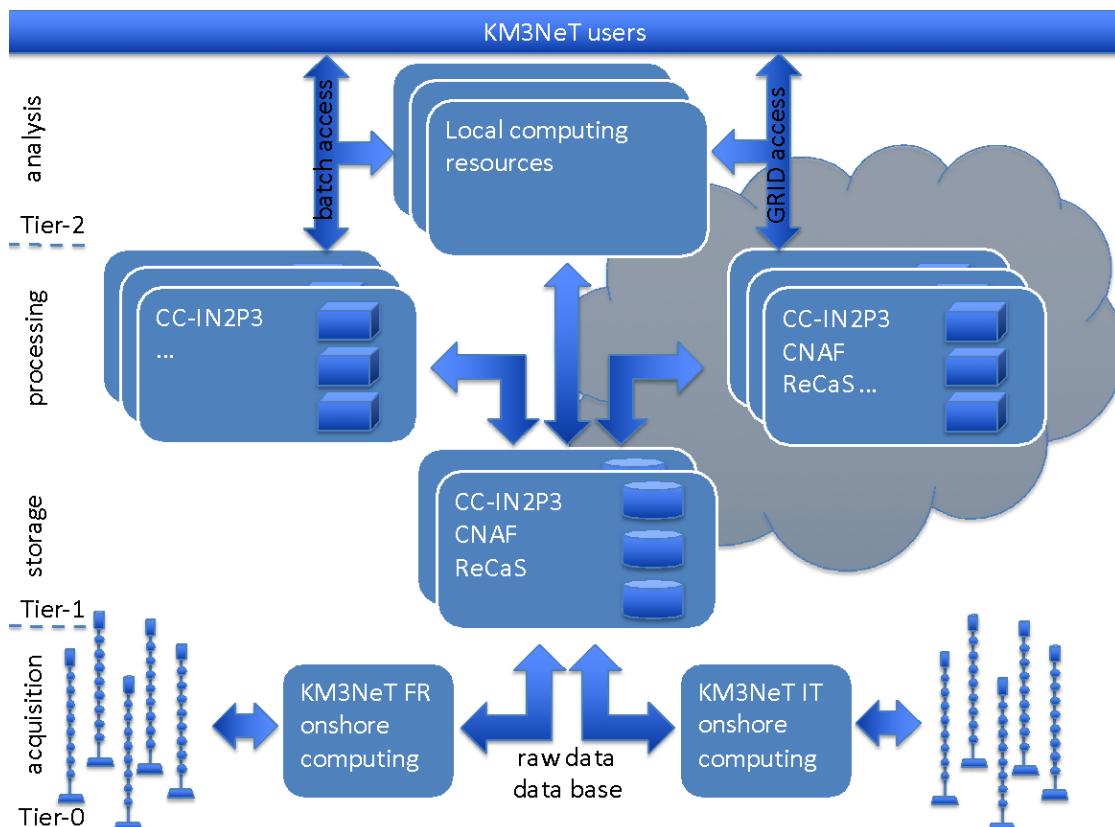 KM3NeT users
analysis
batch access
Local computing
resources
GRID access
Tier-2
processing
CC-IN2P3
...
CC-IN2P3
CNAF
ReCaS ...
storage
CC-IN2P3
CNAF
ReCaS
Tier-1
acquisition
KM3NeT FR
onshore
computing
KM3NeT IT
onshore
computing
raw data
data base
Tier-0